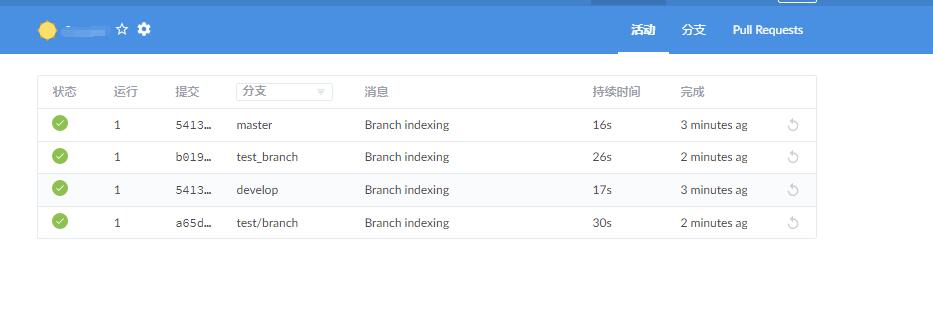 活动 分支 Pull Requests
状态 运行 提交 分支 消息 持续时间 完成
1 5413… master Branch indexing 16s 3 minutes ag
1 b019… test_branch Branch indexing 26s 2 minutes ag
1 5413… develop Branch indexing 17s 3 minutes ag
1 a65d… test/branch Branch indexing 30s 2 minutes ag